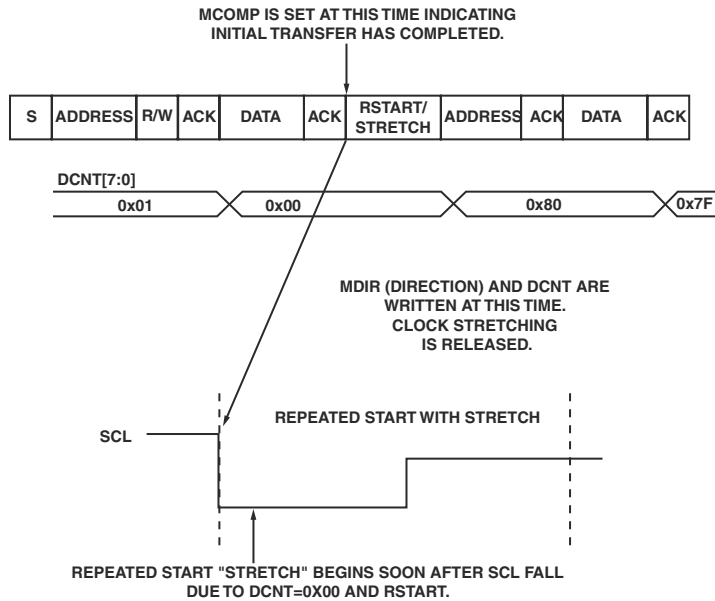 MCOMP IS SET AT THIS TIME INDICATING
INITIAL TRANSFER HAS COMPLETED.
S ADDRESS R/W ACK DATA ACK RSTART/ STRETCH ADDRESS ACK DATA ACK
DCNT[7:0]
0x01 0x00 0x80 0x7F
MDIR (DIRECTION) AND DCNT ARE
WRITTEN AT THIS TIME.
CLOCK STRETCHING
IS RELEASED.
REPEATED START WITH STRETCH
SCL
REPEATED START "STRETCH" BEGINS SOON AFTER SCL FALL
DUE TO DCNT=0X00 AND RSTART.